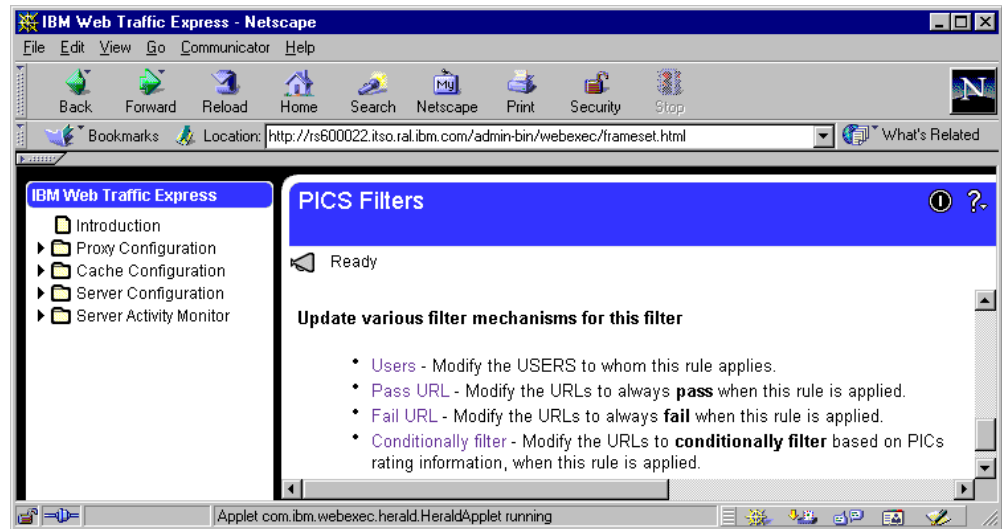 IBM Web Traffic Express - Netscape
File Edit View Go Communicator Help
Back Forward Reload Home Search Netscape Print Security Stop
My
N
Bookmarks Location: http://rs600022.itso.ral.ibm.com/admin-bin/webexec/frameset.html What's Related
IBM Web Traffic Express
Introduction
Proxy Configuration
Cache Configuration
Server Configuration
Server Activity Monitor
PICS Filters
?
Ready
Update various filter mechanisms for this filter
• Users - Modify the USERS to whom this rule applies.
• Pass URL - Modify the URLs to always pass when this rule is applied.
• Fail URL - Modify the URLs to always fail when this rule is applied.
• Conditionally filter - Modify the URLs to conditionally filter based on PICs
rating information, when this rule is applied.
Applet com.ibm.webexec.herald.HeraldApplet running